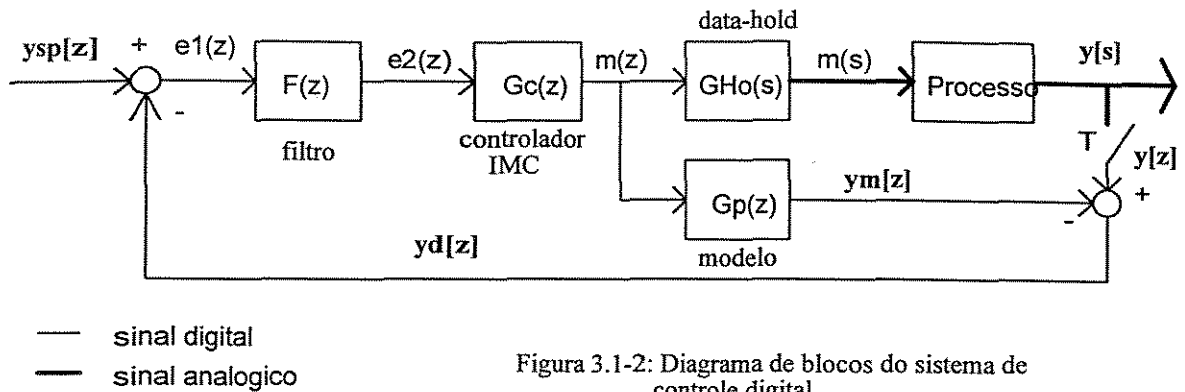 data-hold
ysp[z]
+
e1(z)
F(z)
e2(z)
Gc(z)
m(z)
GHo(s)
m(s)
Processo
y[s]
-
filtro
controlador
IMC
T
y[z]
Gp(z)
ym[z]
+
-
modelo
yd[z]
sinal digital
sinal analogico
Figura 3.1-2: Diagrama de blocos do sistema de
controle digital